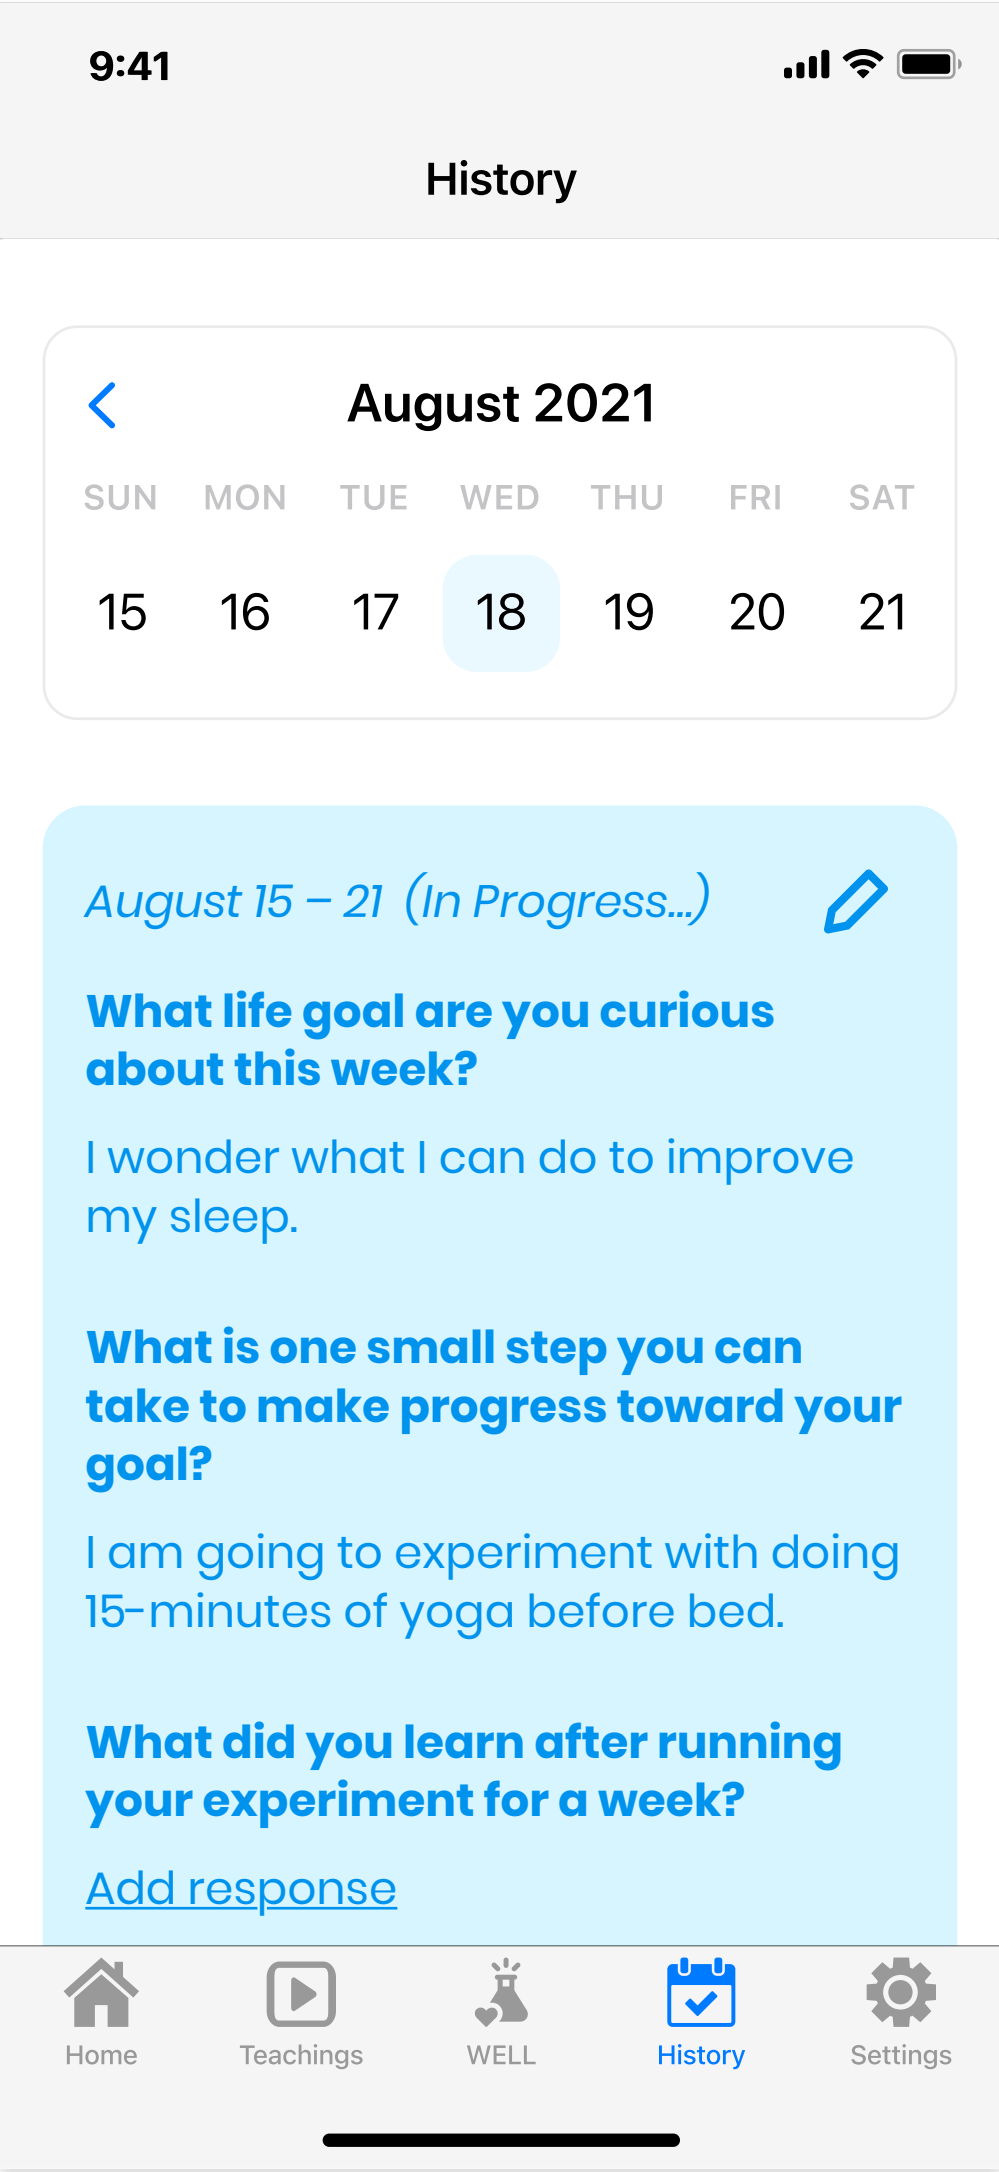 9:41
History
August 2021
SUN MON TUE WED THU FRI SAT
15 16 17 18 19 20 21
August 15 – 21 (In Progress...)
What life goal are you curious
about this week?
I wonder what I can do to improve
my sleep.
What is one small step you can
take to make progress toward your
goal?
I am going to experiment with doing
15-minutes of yoga before bed.
What did you learn after running
your experiment for a week?
Add response
Home Teachings WELL History Settings